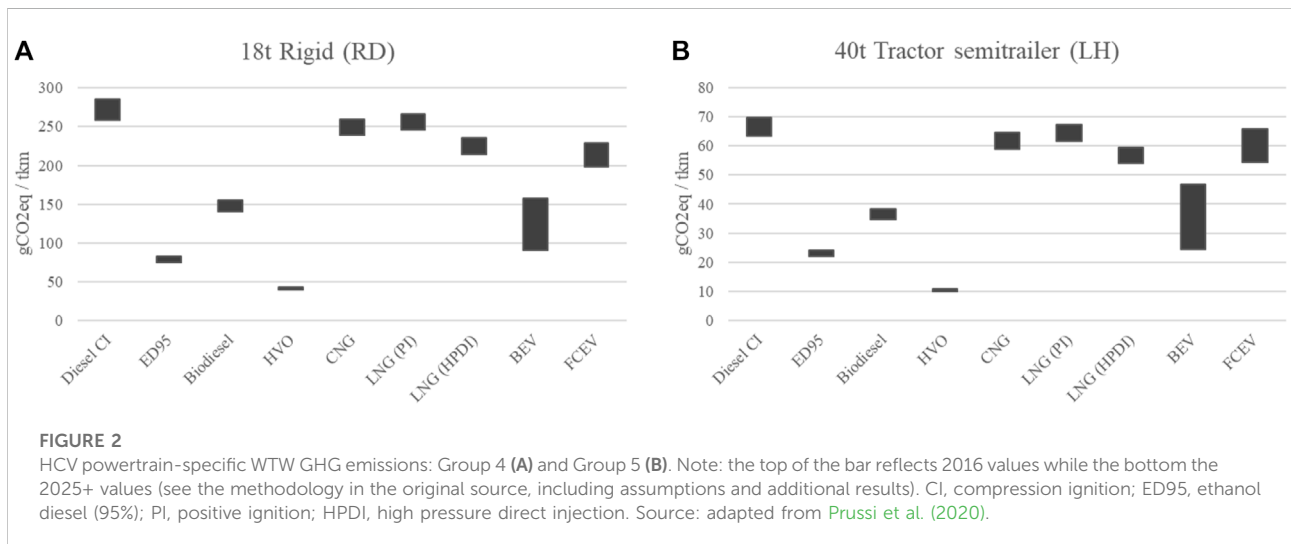 A
18t Rigid (RD)
gCO2eq / tkm
300
250
200
150
100
50
0
Diesel CI
ED95
Biodiesel
HVO
CNG
LNG (PI)
LNG (HPDI)
BEV
FCEV
B
40t Tractor semitrailer (LH)
gCO2eq / tkm
80
70
60
50
40
30
20
10
0
Diesel CI
ED95
Biodiesel
HVO
CNG
LNG (PI)
LNG (HPDI)
BEV
FCEV
FIGURE 2
HCV powertrain-specific WTW GHG emissions: Group 4 (A) and Group 5 (B). Note: the top of the bar reflects 2016 values while the bottom the
2025+ values (see the methodology in the original source, including assumptions and additional results). CI, compression ignition; ED95, ethanol
diesel (95%); PI, positive ignition; HPDI, high pressure direct injection. Source: adapted from Prussi et al. (2020).